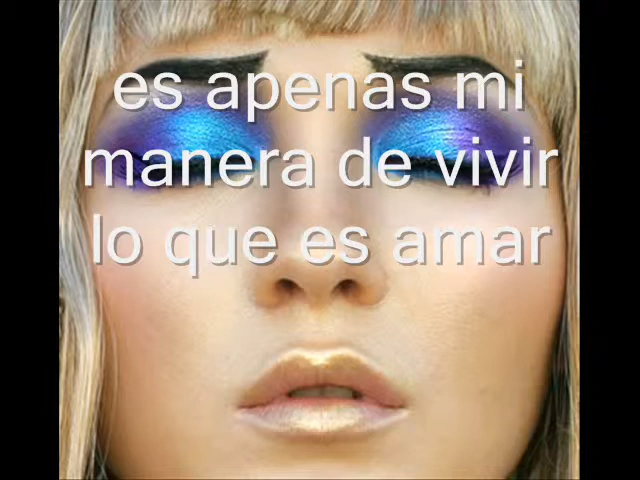 es apenas mi
manera de vivir
lo que es amar